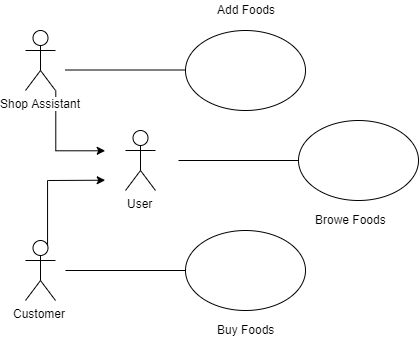 Add Foods
Shop Assistant
User
Browe Foods
Customer
Buy Foods